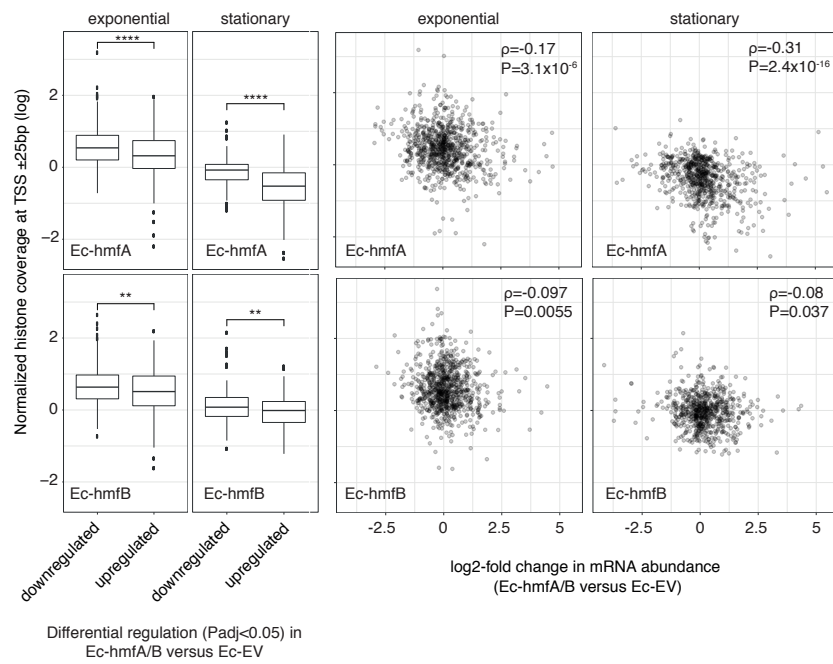 exponential
stationary
exponential
stationary
Normalized histone coverage at TSS ±25bp (log)
2
0
−2
2
0
−2
****
****
**
**
Ec-hmfA
Ec-hmfA
Ec-hmfB
Ec-hmfB
downregulated
upregulated
downregulated
upregulated
Differential regulation (Padj<0.05) in
Ec-hmfA/B versus Ec-EV
ρ=-0.17
P=3.1x10⁻⁶
Ec-hmfA
ρ=-0.31
P=2.4x10⁻¹⁶
Ec-hmfA
ρ=-0.097
P=0.0055
Ec-hmfB
ρ=-0.08
P=0.037
Ec-hmfB
-2.5
0
2.5
5
-2.5
0
2.5
5
log2-fold change in mRNA abundance
(Ec-hmfA/B versus Ec-EV)